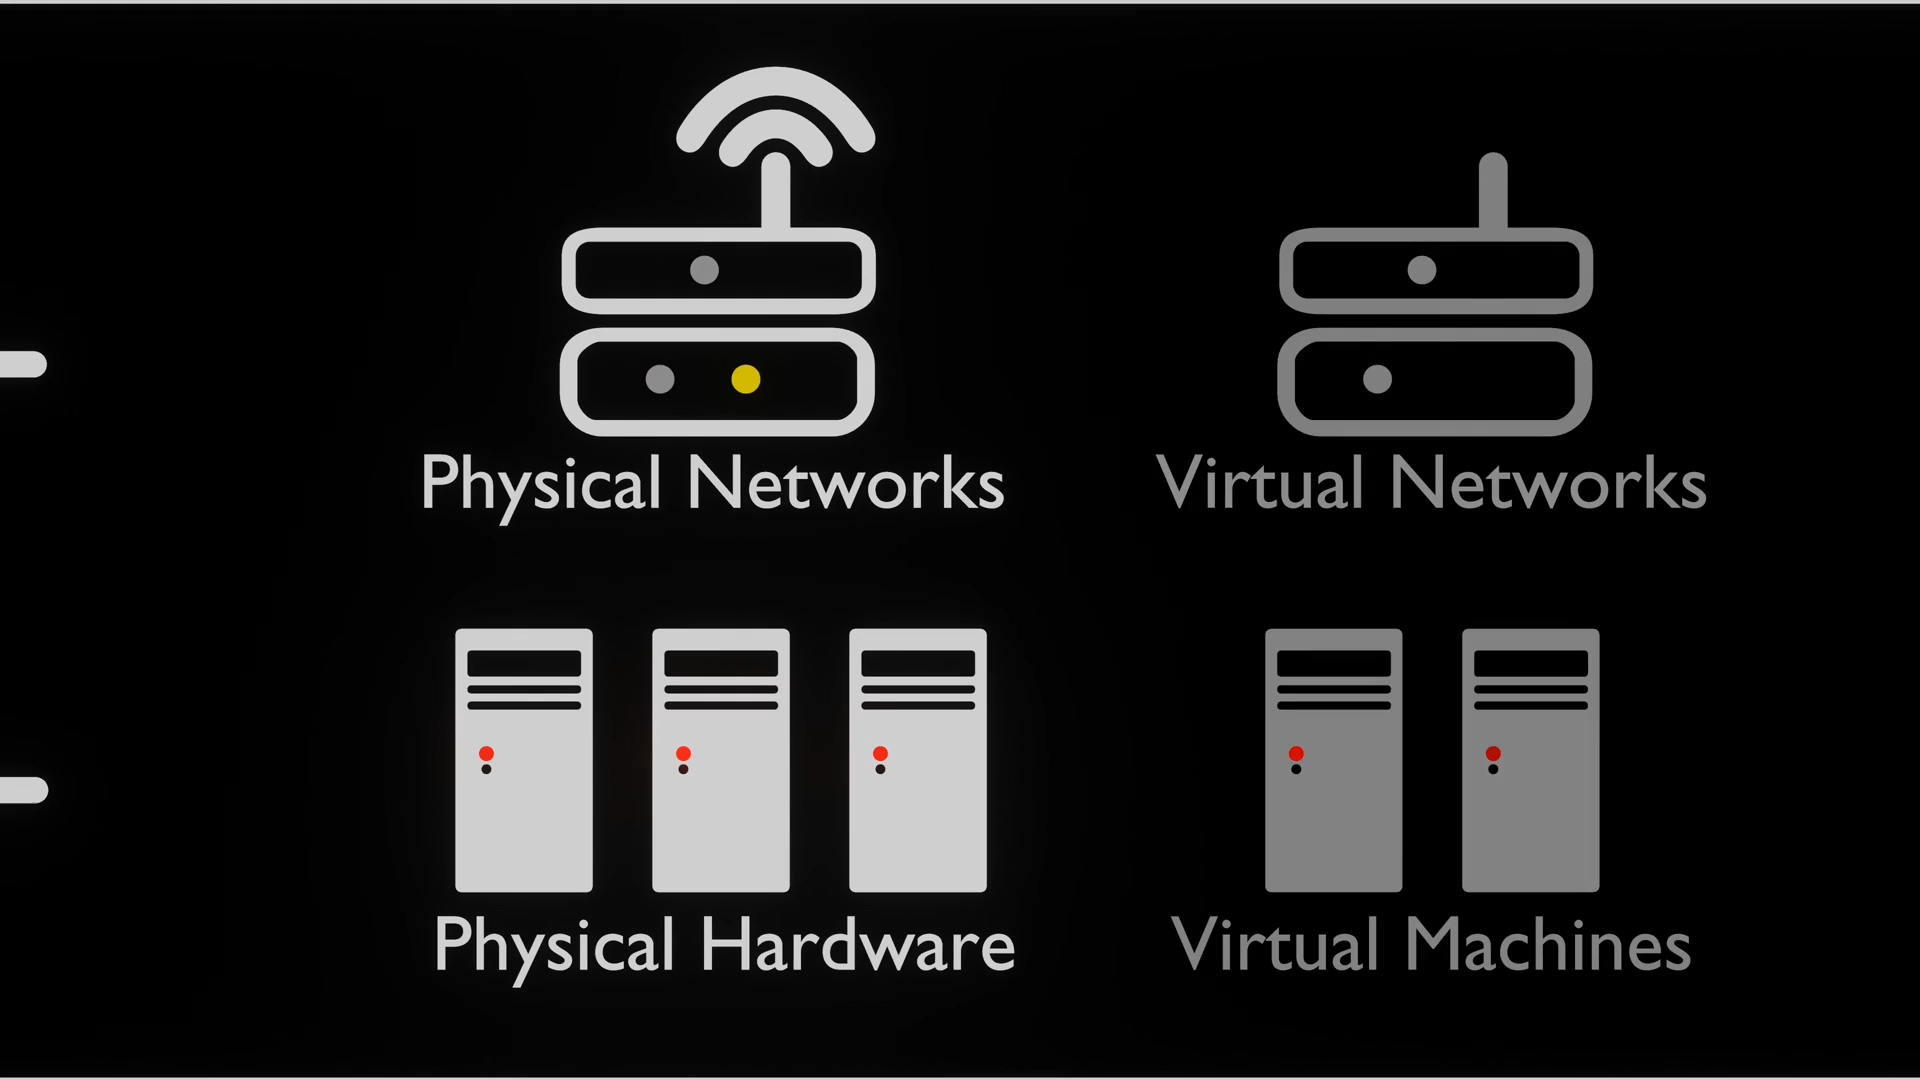 Physical Networks
Virtual Networks
Physical Hardware
Virtual Machines